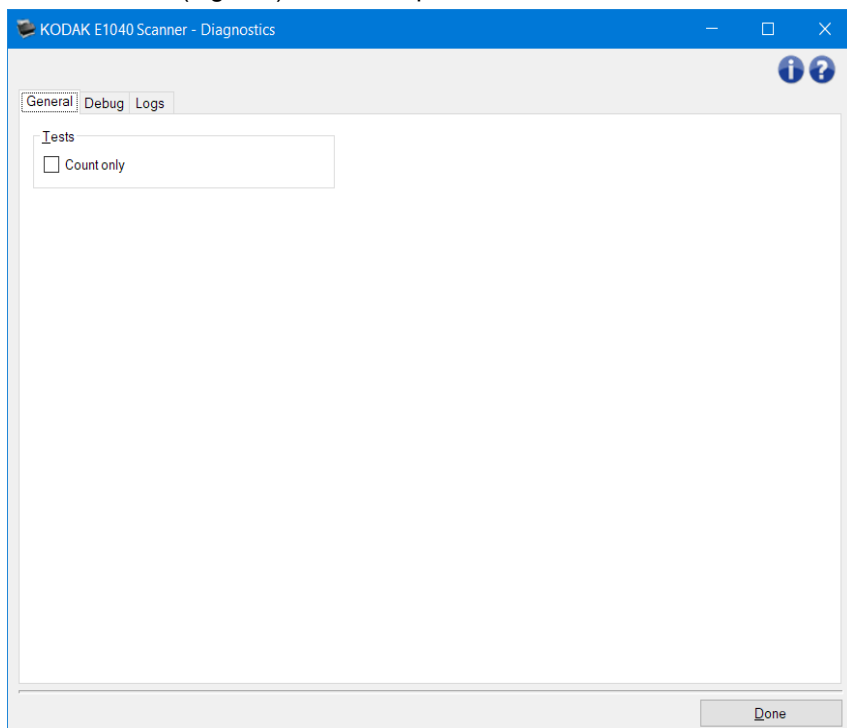 KODAK E1040 Scanner - Diagnostics
General Debug Logs
Tests
Count only
Done